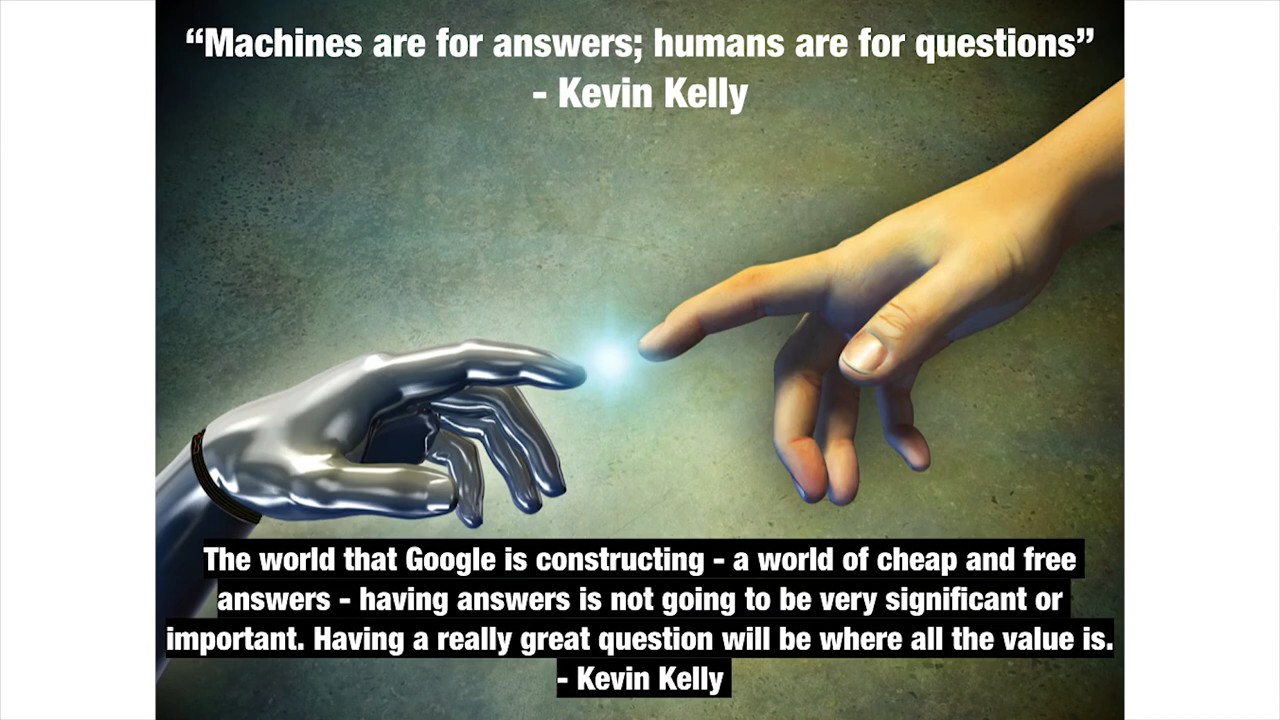 “Machines are for answers; humans are for questions”
- Kevin Kelly
The world that Google is constructing - a world of cheap and free
answers - having answers is not going to be very significant or
important. Having a really great question will be where all the value is.
- Kevin Kelly